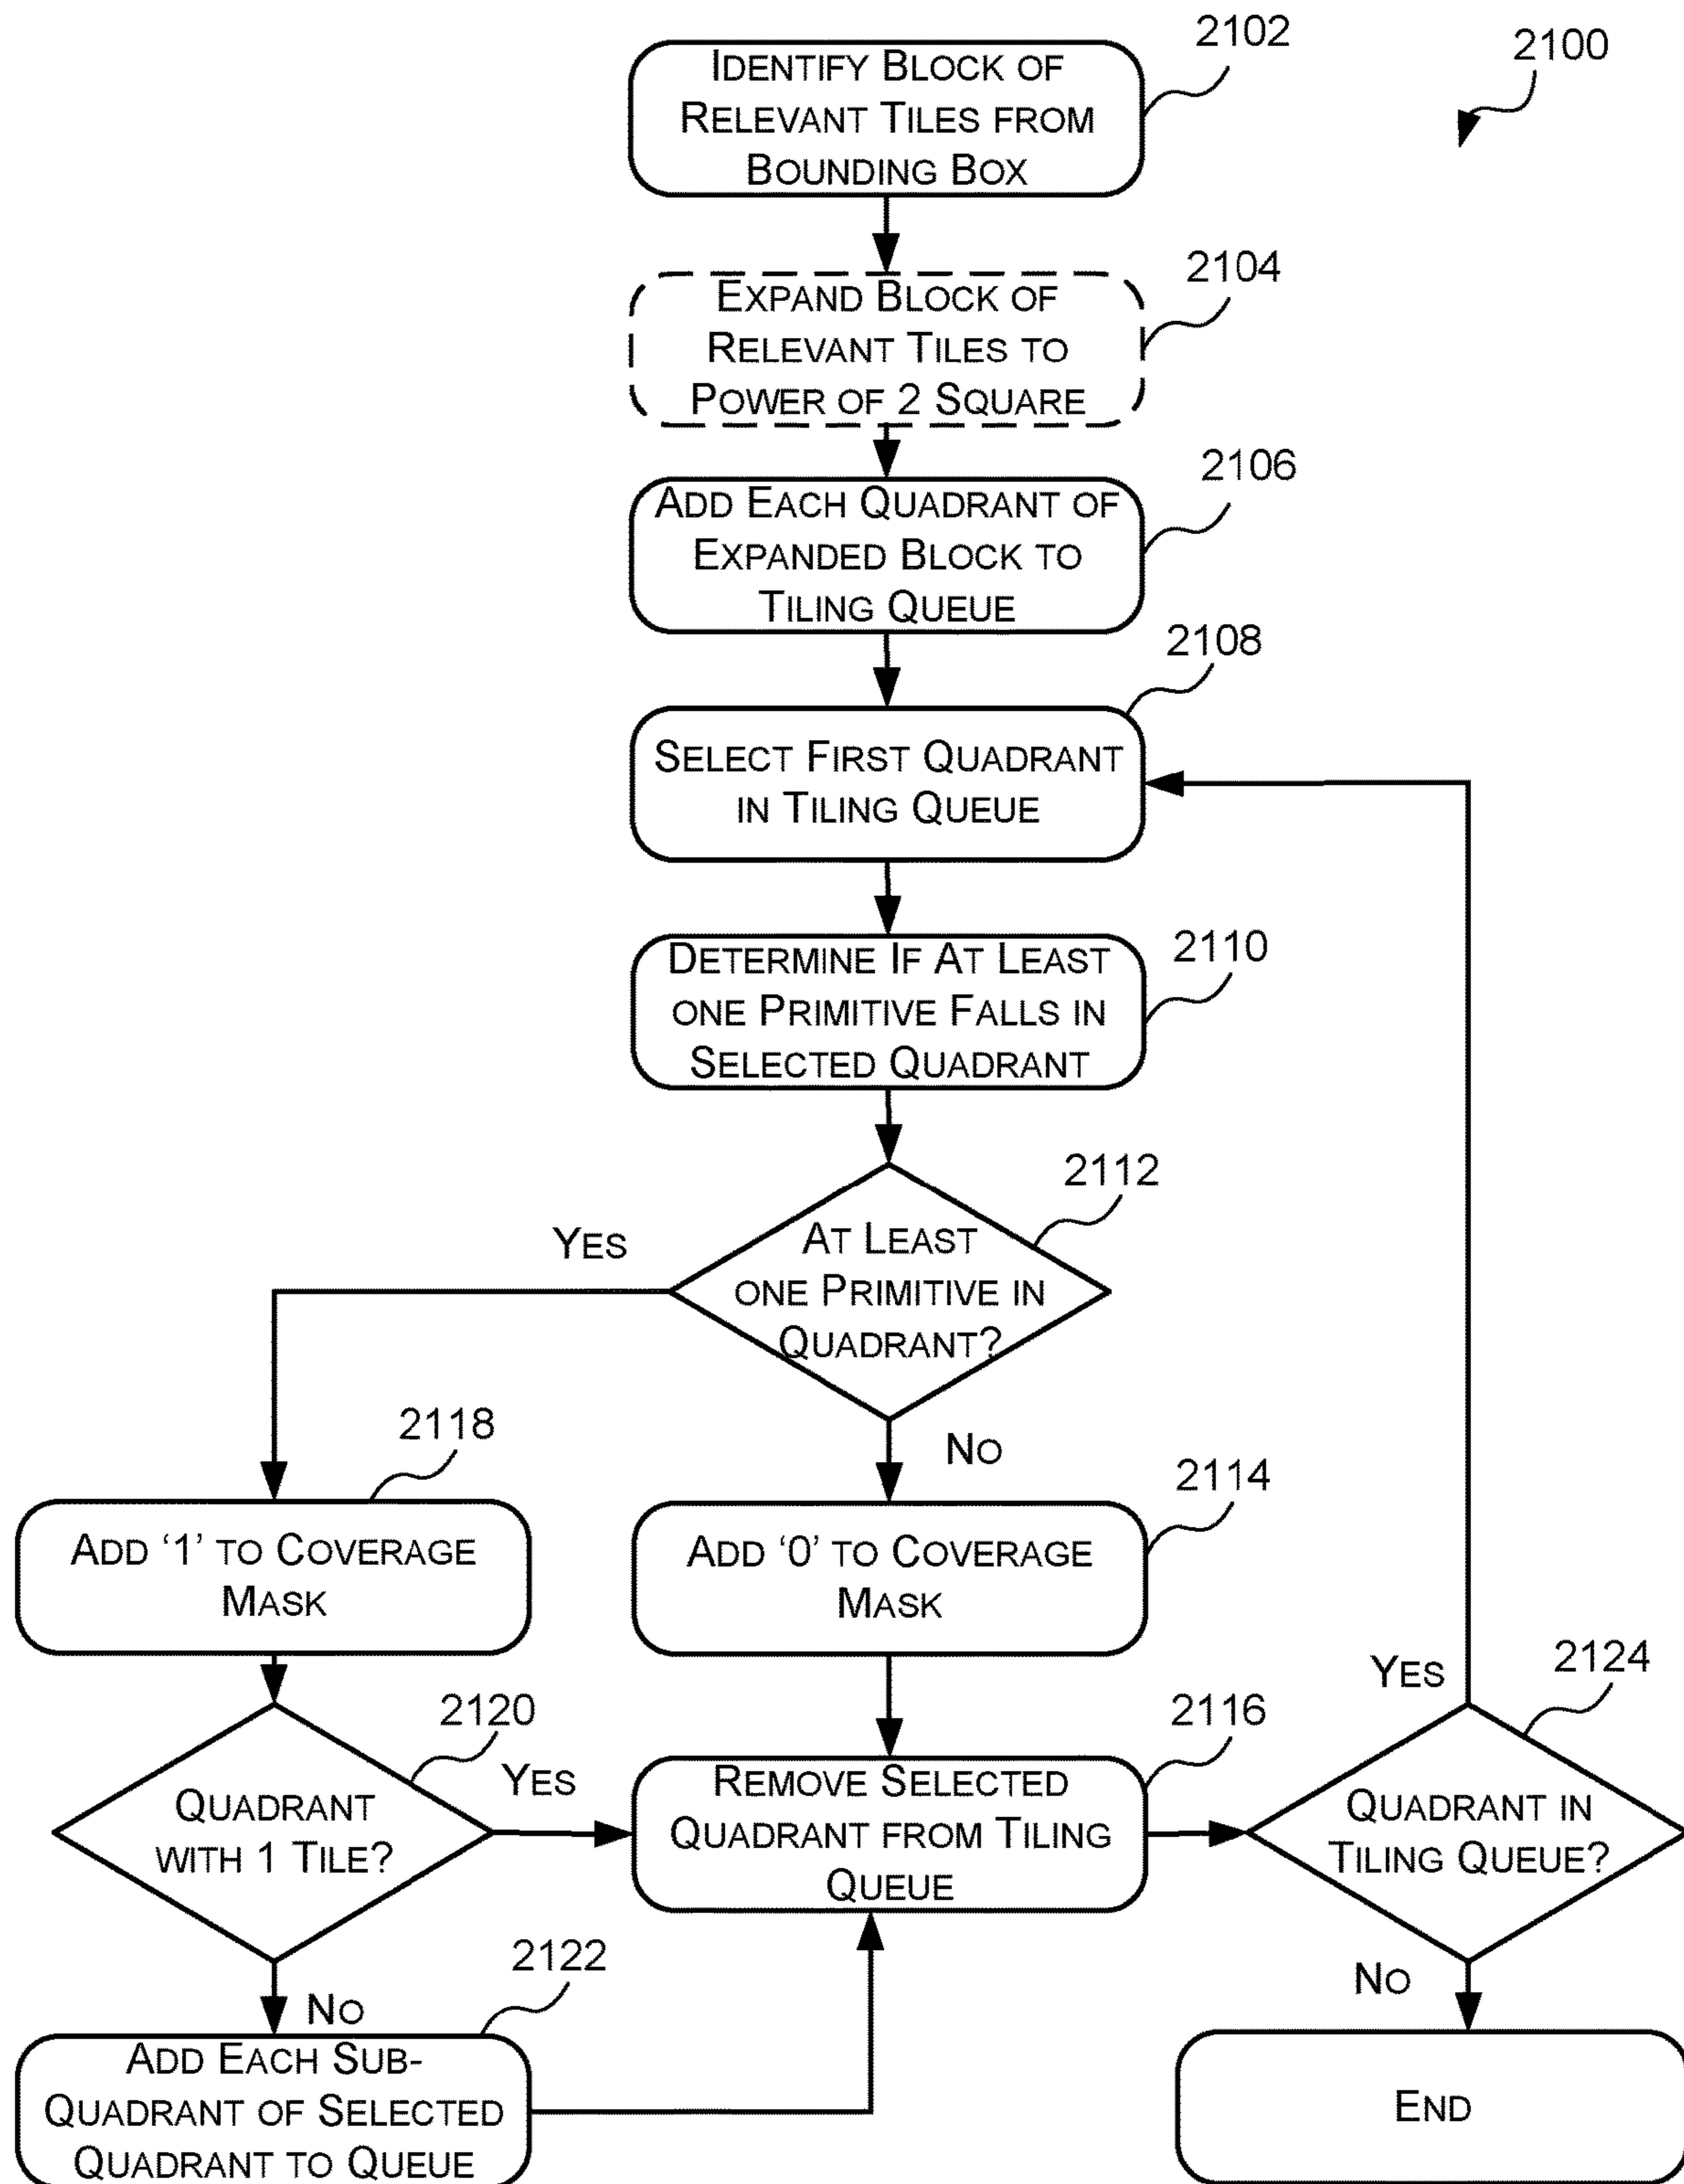 2102
2100
IDENTIFY BLOCK OF
RELEVANT TILES FROM
BOUNDING BOX
2104
EXPAND BLOCK OF
RELEVANT TILES TO
POWER OF 2 SQUARE
2106
ADD EACH QUADRANT OF
EXPANDED BLOCK TO
TILING QUEUE
2108
SELECT FIRST QUADRANT
IN TILING QUEUE
2110
DETERMINE IF AT LEAST
ONE PRIMITIVE FALLS IN
SELECTED QUADRANT
2112
AT LEAST
ONE PRIMITIVE IN
QUADRANT?
YES
NO
2118
ADD ‘1’ TO COVERAGE
MASK
2114
ADD ‘0’ TO COVERAGE
MASK
2120
QUADRANT
WITH 1 TILE?
YES
2116
REMOVE SELECTED
QUADRANT FROM TILING
QUEUE
YES
2124
QUADRANT IN
TILING QUEUE?
NO
2122
ADD EACH SUB-
QUADRANT OF SELECTED
QUADRANT TO QUEUE
NO
END